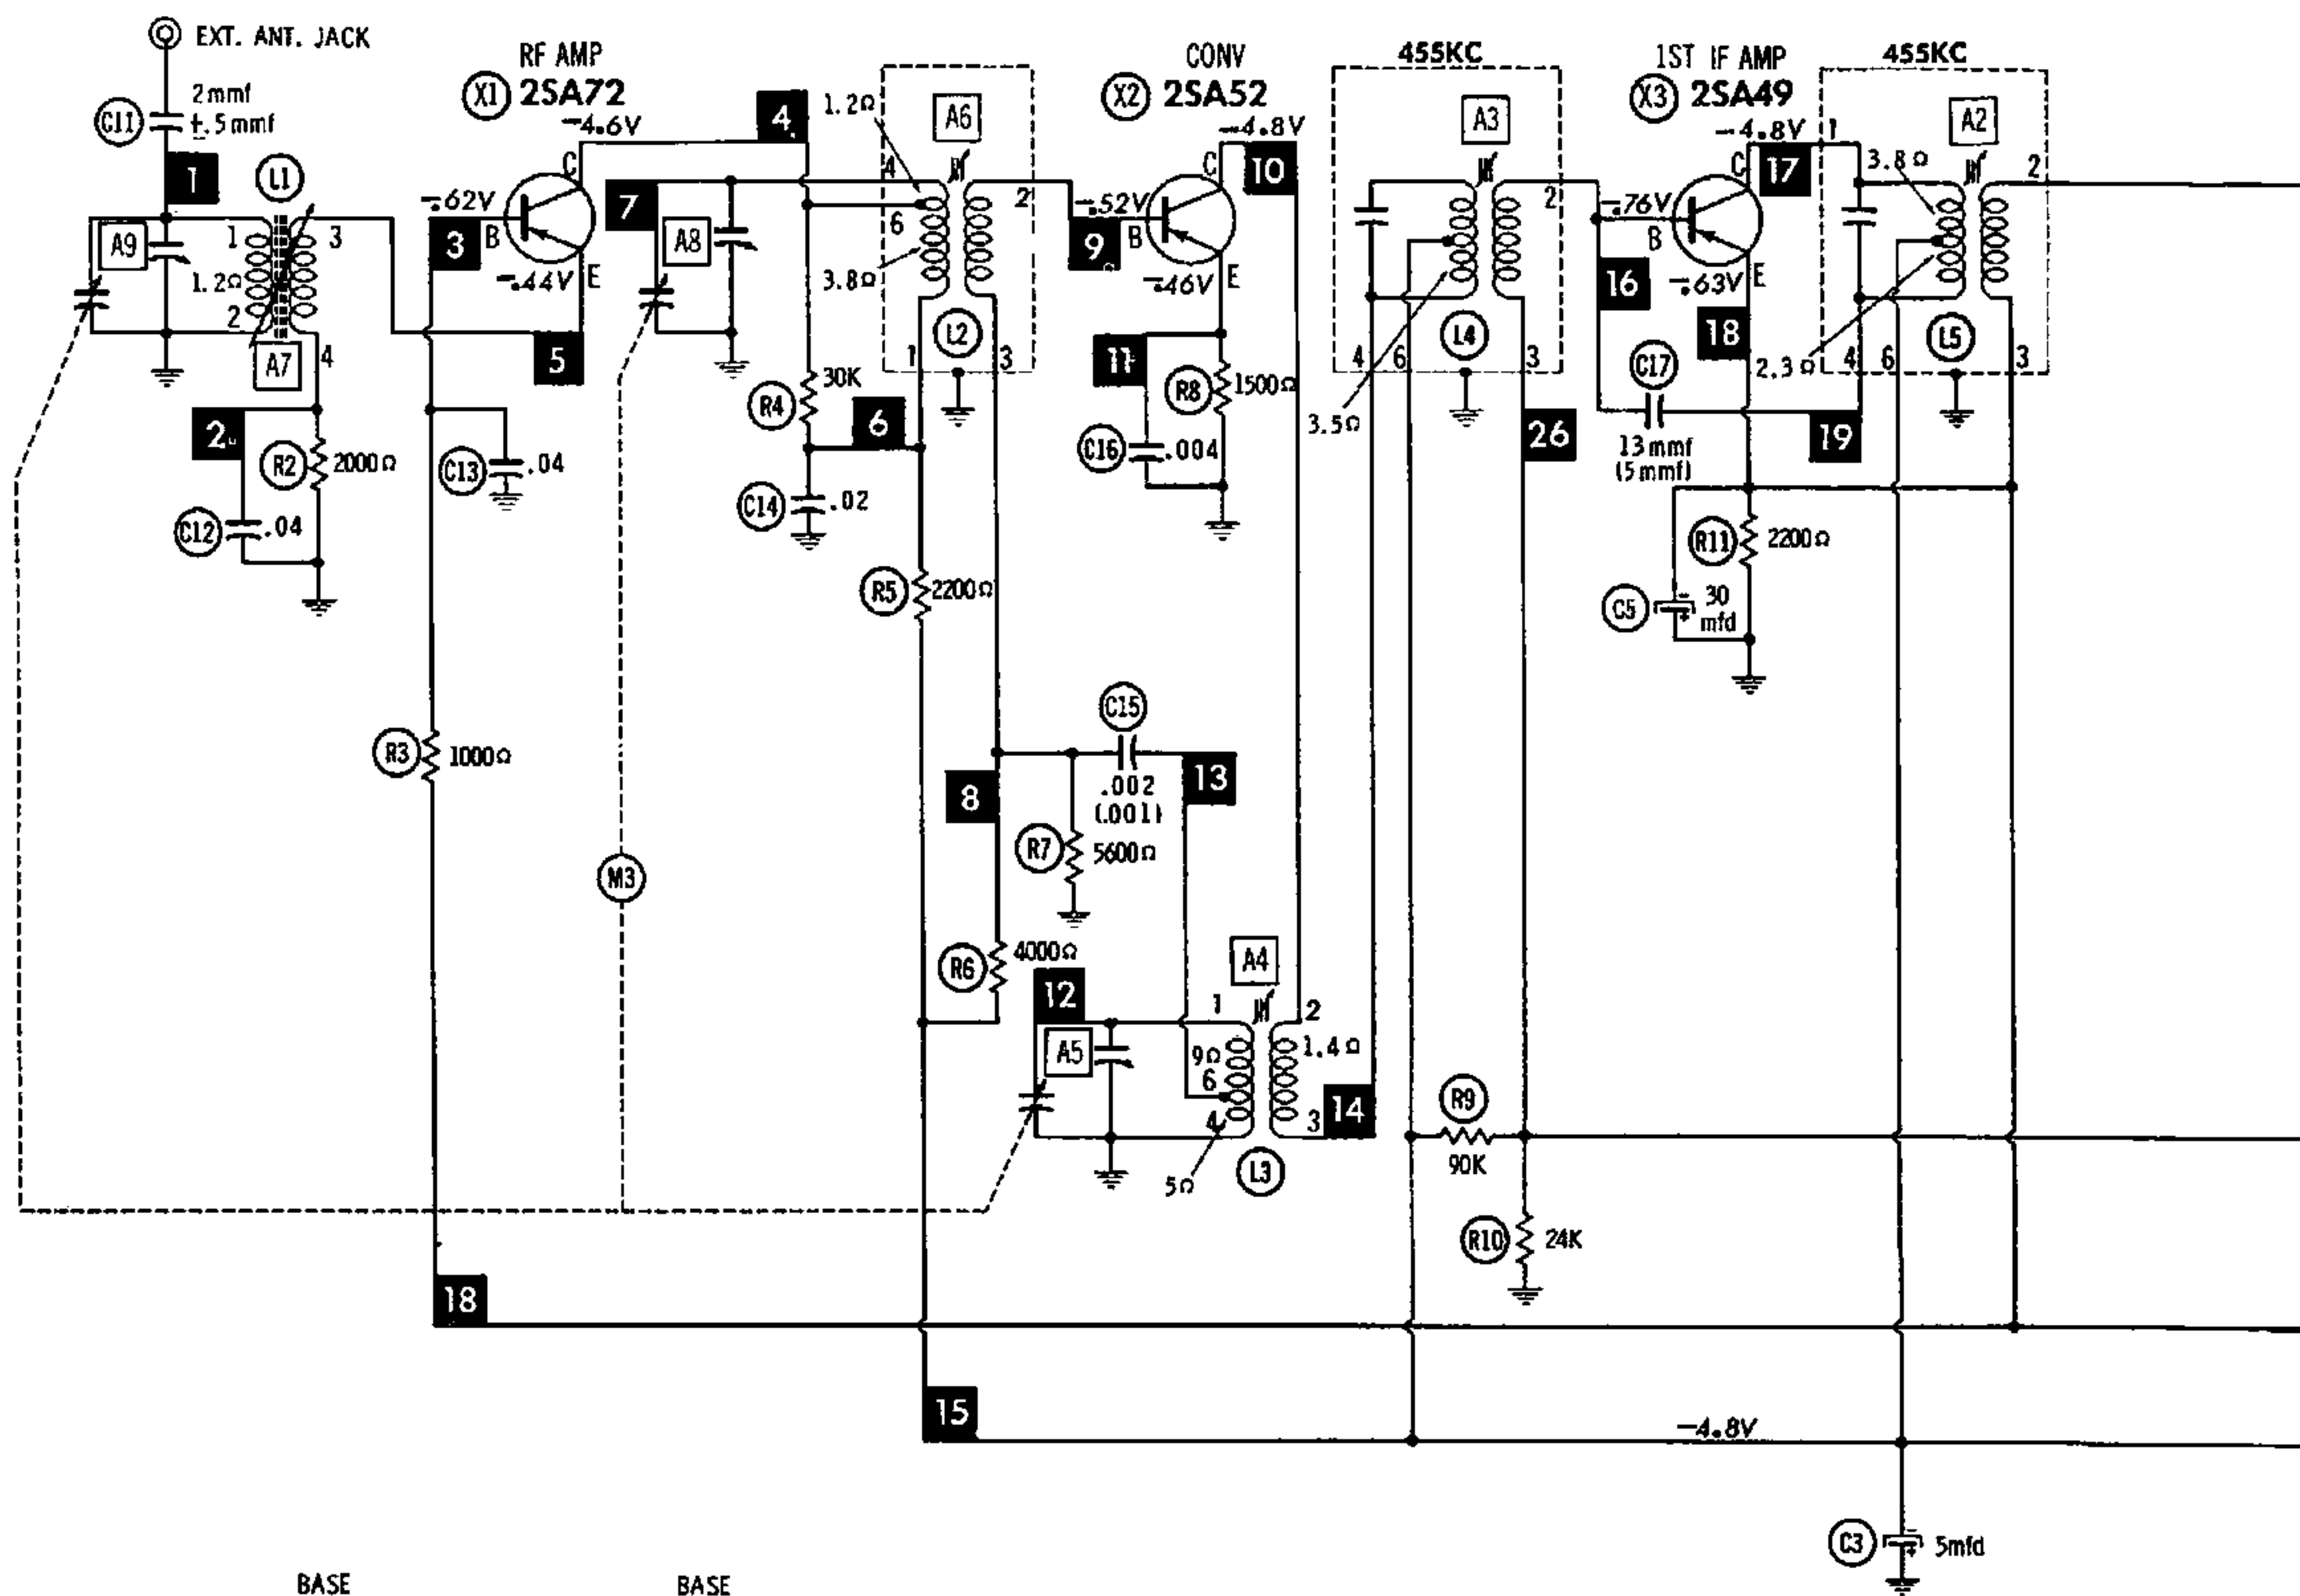 EXT. ANT. JACK
RF AMP
X1 2SA72
CONV
X2 2SA52
455KC
1ST IF AMP
X3 2SA49
455KC
C11
2mmf
±.5mmf
1
L1
A9
1
1.2Ω
2
3
A7
4
2
R2
2000Ω
C12
.04
-.62V
3
B
-4.6V
C
-.44V
E
5
C13
.04
R3
1000Ω
18
4
7
A8
M3
1.2Ω
A6
4
6
3.8Ω
2
1
L2
3
R4
30K
6
C14
.02
R5
2200Ω
-4.8V
C
10
-.52V
9
B
-.46V
E
11
R8
1500Ω
C16
.004
C15
.002
(.001)
13
8
R7
5600Ω
R6
4000Ω
12
A5
A4
1
2
9Ω
6
4
1.4Ω
3
14
5Ω
L3
A3
2
4
6
L4
3
3.5Ω
26
R9
90K
R10
24K
-4.8V
C
17
1
-.76V
B
16
-.63V
E
18
C17
13mmf
(5mmf)
19
R11
2200Ω
C5
30
mfd
A2
3.8Ω
2
2.3Ω
4
6
L5
3
15
-4.8V
C3
5mfd
BASE
BASE